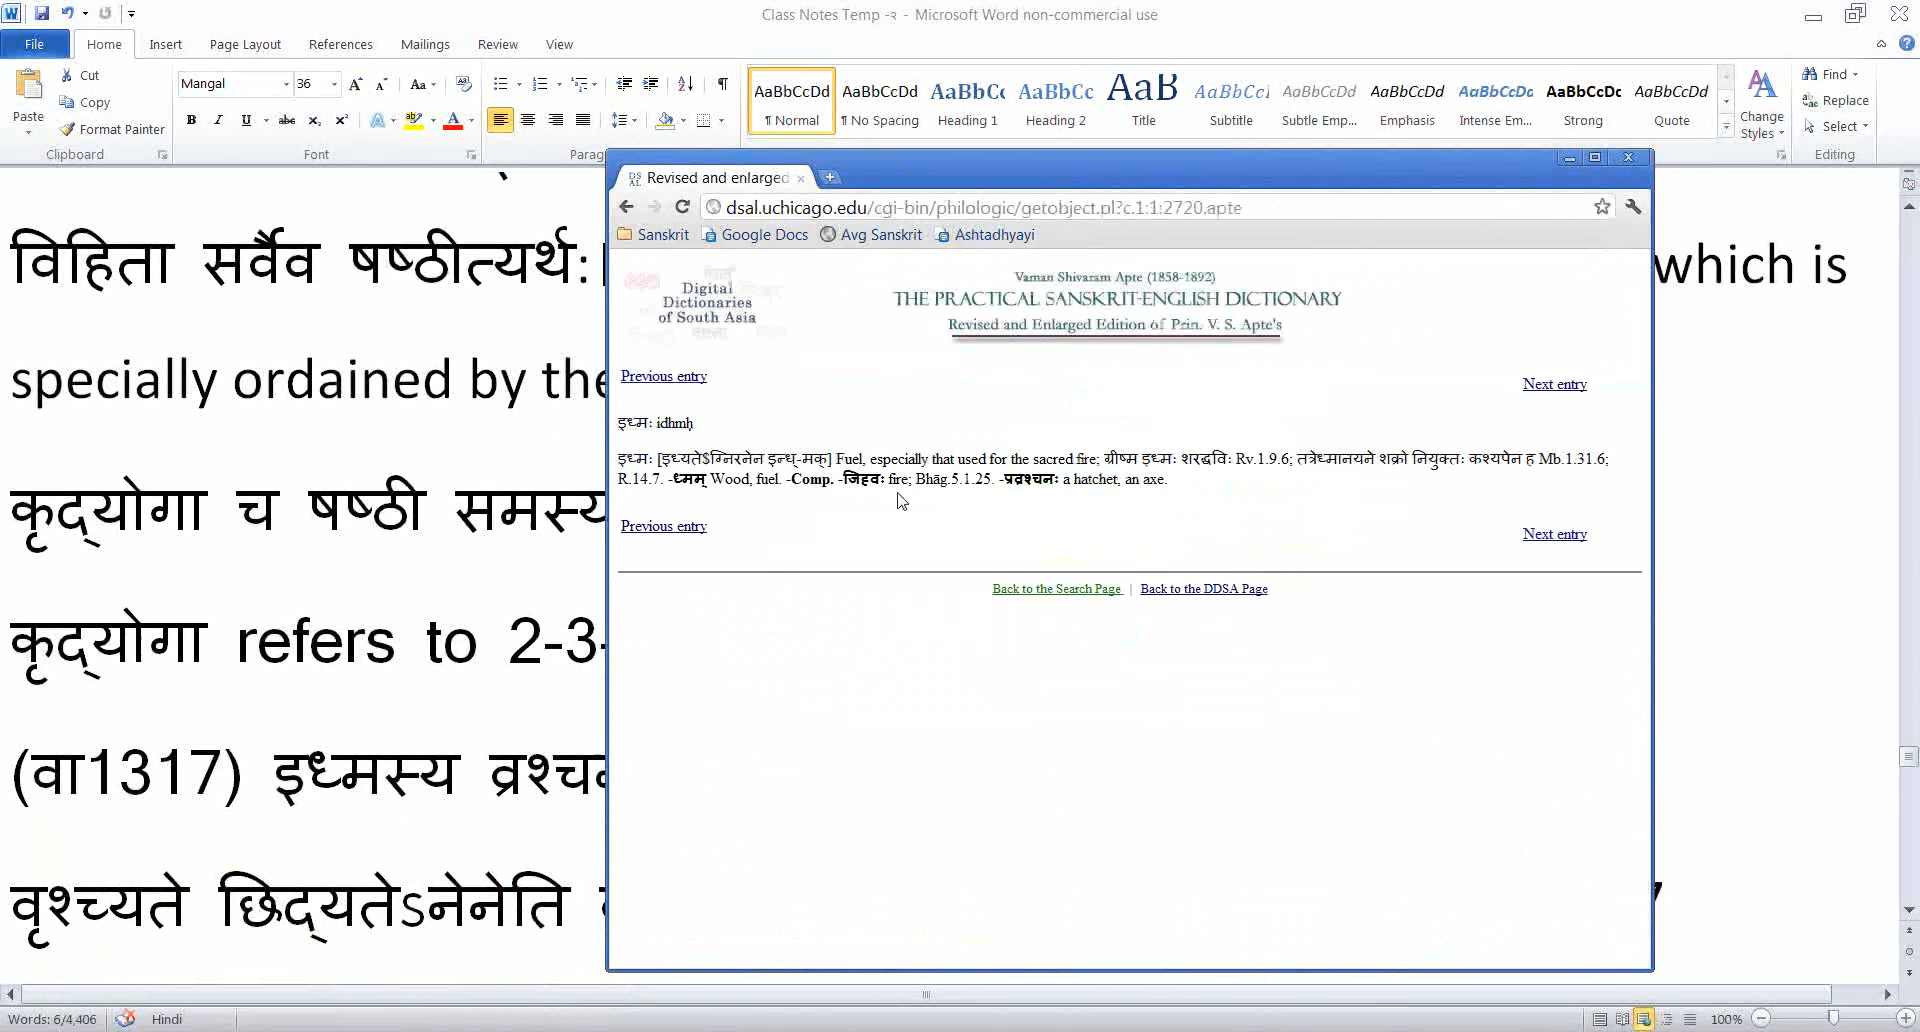 Class Notes Temp -२ - Microsoft Word non-commercial use
File Home Insert Page Layout References Mailings Review View
Paste
Cut
Copy
Format Painter
Clipboard
Mangal 36
Font
Paragr
AaBbCcDd AaBbCcDd AaBbCc AaBbCc AaB AaBbCcI AaBbCcDd AaBbCcDd AaBbCcDd AaBbCcDc AaBbCcDd
¶ Normal ¶ No Spacing Heading 1 Heading 2 Title Subtitle Subtle Emp... Emphasis Intense Em... Strong Quote
Change Styles
Find
Replace
Select
Editing
Revised and enlarged
dsal.uchicago.edu/cgi-bin/philologic/getobject.pl?c.1:1:2720.apte
Sanskrit Google Docs Avg Sanskrit Ashtadhyayi
Digital
Dictionaries
of South Asia
Vaman Shivaram Apte (1858-1892)
THE PRACTICAL SANSKRIT-ENGLISH DICTIONARY
Revised and Enlarged Edition of Prin. V. S. Apte's
Previous entry Next entry
इध्मः idhmḥ
इध्मः [इध्यतेऽग्निरनेन इन्ध्-मक्] Fuel, especially that used for the sacred fire; ग्रीष्म इध्मः शरद्धविः Rv.1.9.6; तत्रेध्मानयने शक्रो नियुक्तः कश्यपेन ह Mb.1.31.6;
R.14.7. -ध्मम् Wood, fuel. -Comp. -जिह्वः fire; Bhāg.5.1.25. -प्रव्रश्चनः a hatchet, an axe.
Previous entry Next entry
Back to the Search Page | Back to the DDSA Page
विहिता सर्वैव षष्ठीत्यर्थः which is
specially ordained by the
कृद्योगा च षष्ठी समस्य
कृद्योगा refers to 2-3-
(वा1317) इध्मस्य व्रश्च
वृश्च्यते छिद्यतेऽनेनेति
Words: 6/4,406 Hindi 100%